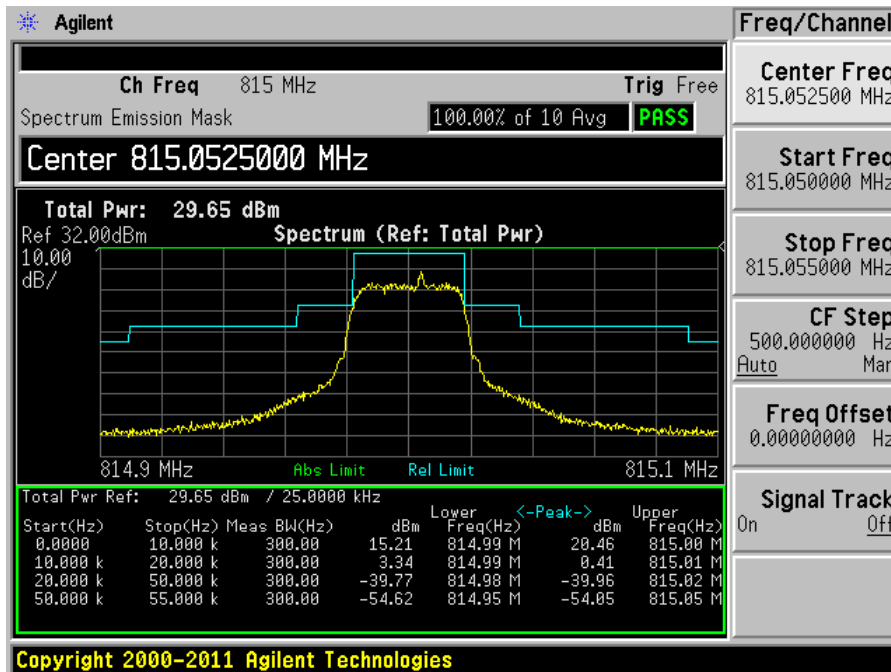 Agilent
Freq/Channel
Ch Freq 815 MHz Trig Free
Spectrum Emission Mask 100.00% of 10 Avg PASS
Center 815.0525000 MHz
Total Pwr: 29.65 dBm
Ref 32.00dBm Spectrum (Ref: Total Pwr)
10.00
dB/
814.9 MHz Abs Limit Rel Limit 815.1 MHz
Total Pwr Ref: 29.65 dBm / 25.0000 kHz
Lower <-Peak-> Upper
Start(Hz) Stop(Hz) Meas BW(Hz) dBm Freq(Hz) dBm Freq(Hz)
0.0000 10.000 k 300.00 15.21 814.99 M 20.46 815.00 M
10.000 k 20.000 k 300.00 3.34 814.99 M 0.41 815.01 M
20.000 k 50.000 k 300.00 -39.77 814.98 M -39.96 815.02 M
50.000 k 55.000 k 300.00 -54.62 814.95 M -54.05 815.05 M
Center Freq
815.052500 MHz
Start Freq
815.050000 MHz
Stop Freq
815.055000 MHz
CF Step
500.000000 Hz
Auto Man
Freq Offset
0.00000000 Hz
Signal Track
On Off
Copyright 2000-2011 Agilent Technologies